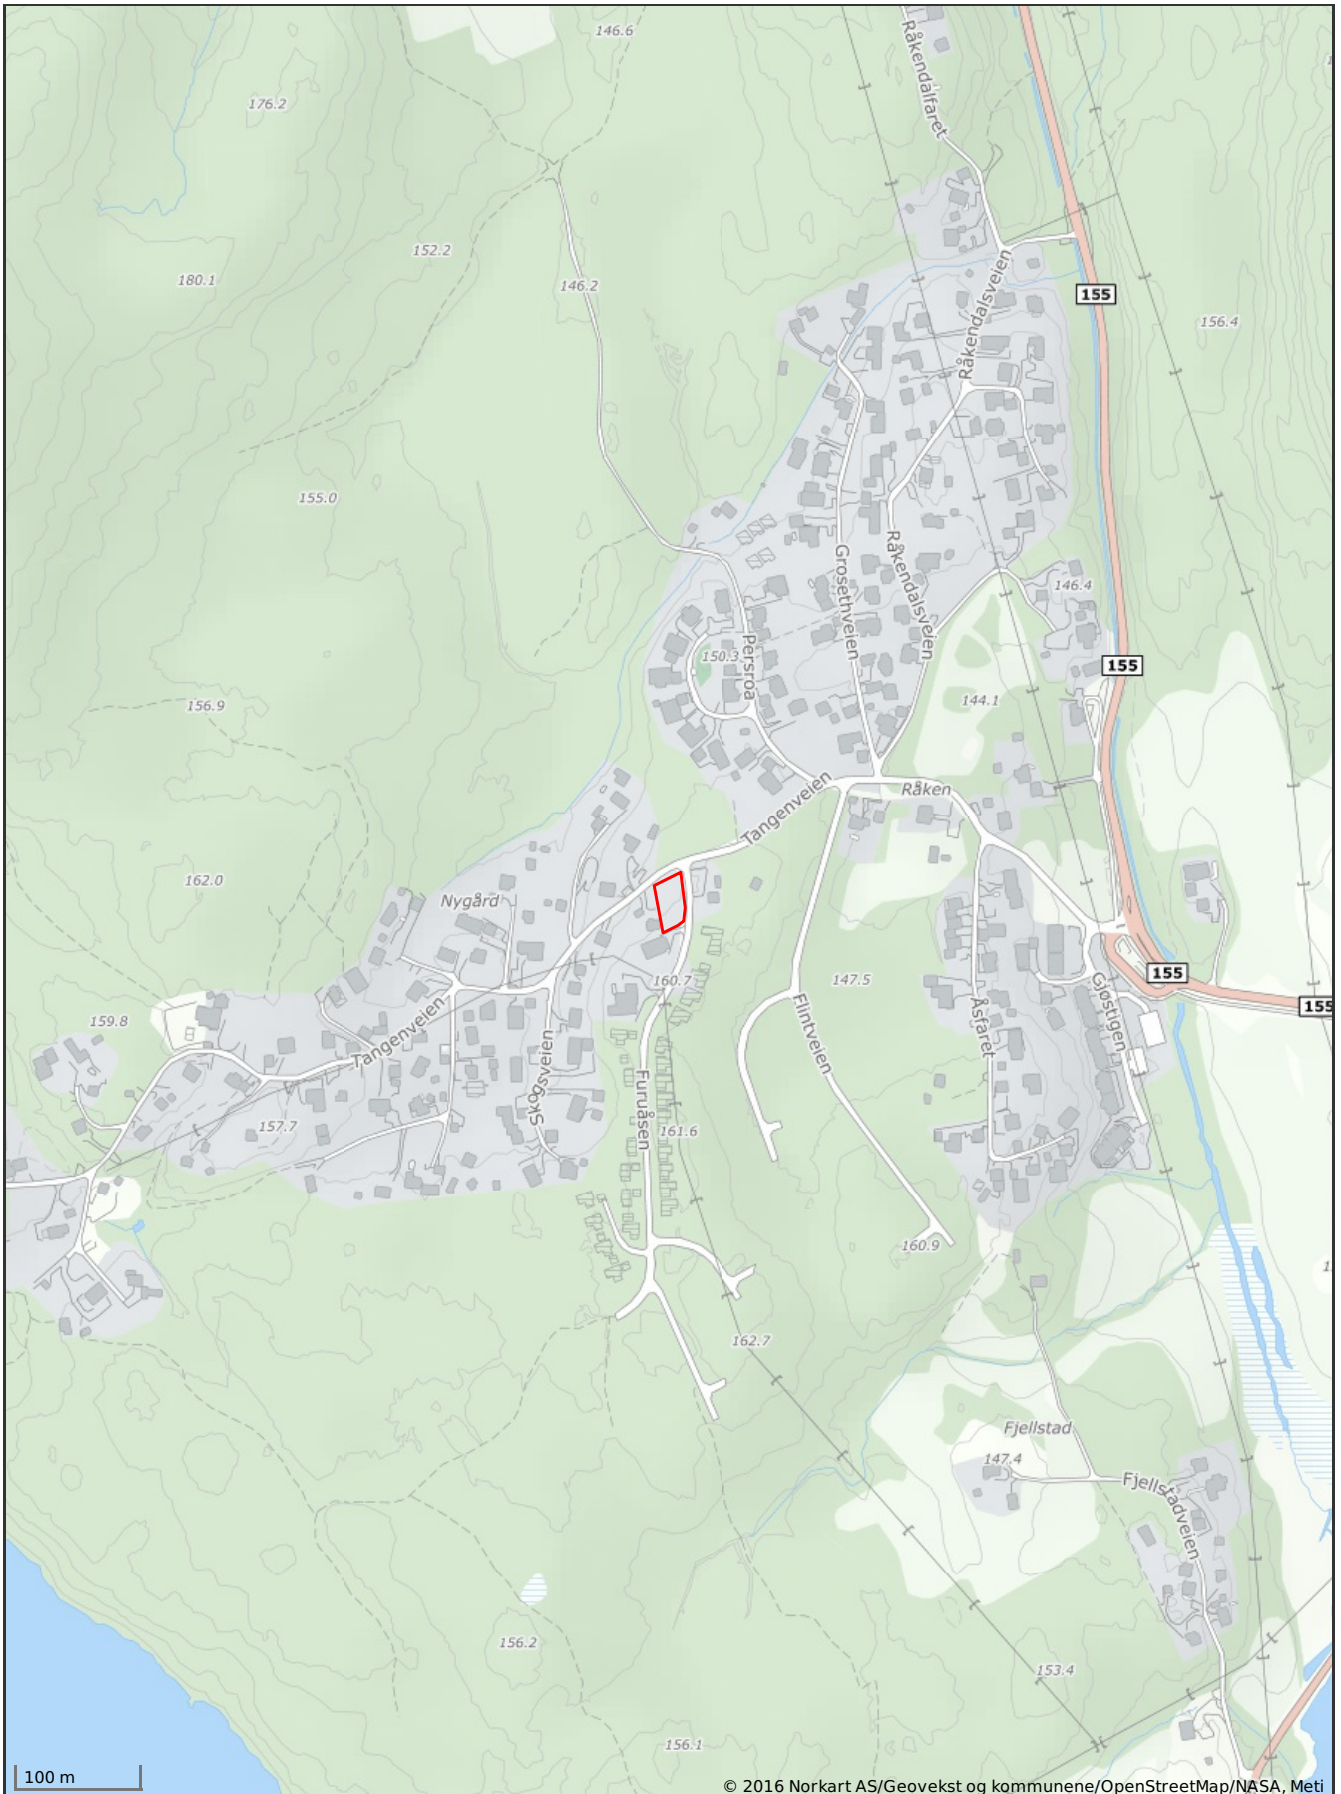 146.6
Råkendalfaret
176.2
152.2
180.1
146.2
155
Råkendalsveien
156.4
155.0
Grosethveien
Råkendalsveien
146.4
Persroa
150.3
155
156.9
144.1
Tangenveien
Råken
162.0
Nygård
160.7
147.5
155
155
159.8
Tangenveien
Flintveien
Åsfaret
Gjøstigen
Skogsveien
Furuåsen
157.7
161.6
160.9
162.7
Fjellstad
147.4
Fjellstadveien
156.2
153.4
156.1
100 m
© 2016 Norkart AS/Geovekst og kommunene/OpenStreetMap/NASA, Meti